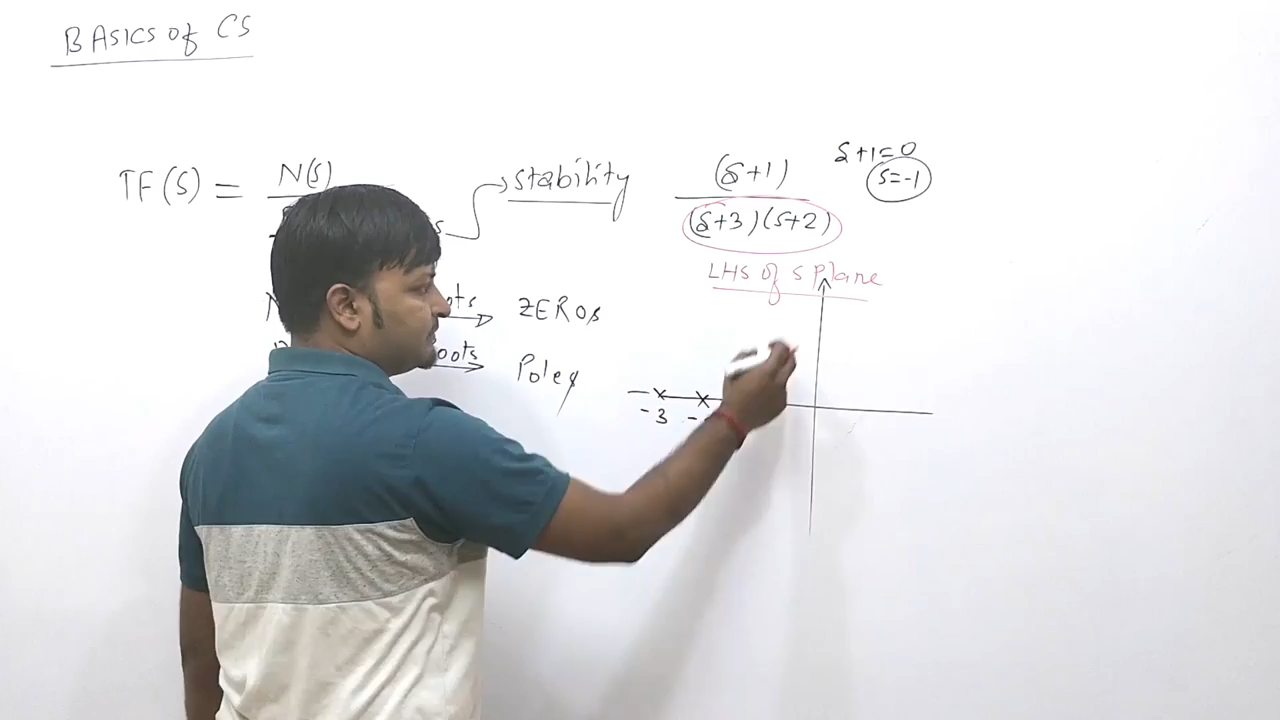 BASICS of CS
TF(S) = N(S)
stability
(s+1)
(s+3)(s+2)
s+1=0
s=-1
LHS of s plane
ZEROs
Poles
-3